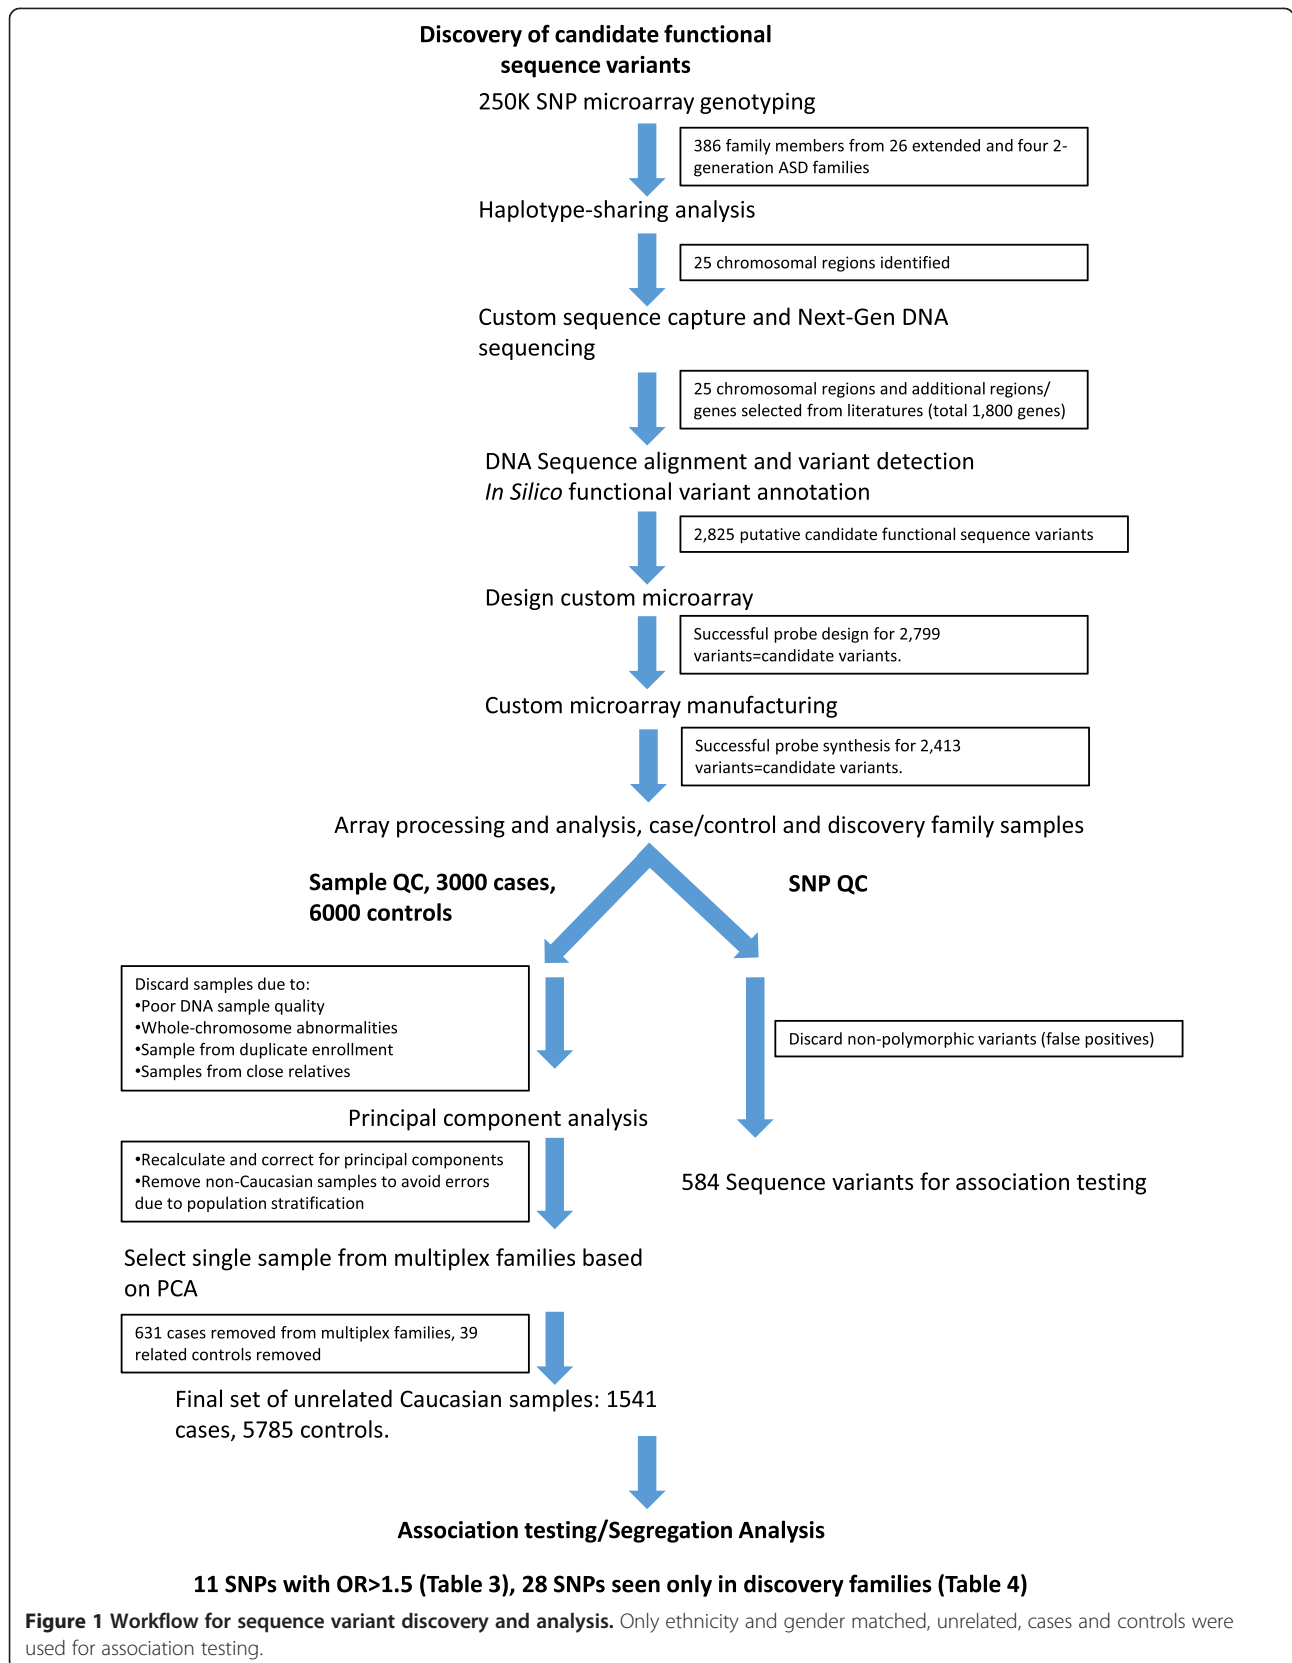 Discovery of candidate functional
sequence variants
250K SNP microarray genotyping
386 family members from 26 extended and four 2-
generation ASD families
Haplotype-sharing analysis
25 chromosomal regions identified
Custom sequence capture and Next-Gen DNA
sequencing
25 chromosomal regions and additional regions/
genes selected from literatures (total 1,800 genes)
DNA Sequence alignment and variant detection
In Silico functional variant annotation
2,825 putative candidate functional sequence variants
Design custom microarray
Successful probe design for 2,799
variants=candidate variants.
Custom microarray manufacturing
Successful probe synthesis for 2,413
variants=candidate variants.
Array processing and analysis, case/control and discovery family samples
Sample QC, 3000 cases,
6000 controls
SNP QC
Discard samples due to:
•Poor DNA sample quality
•Whole-chromosome abnormalities
•Sample from duplicate enrollment
•Samples from close relatives
Discard non-polymorphic variants (false positives)
Principal component analysis
•Recalculate and correct for principal components
•Remove non-Caucasian samples to avoid errors
due to population stratification
584 Sequence variants for association testing
Select single sample from multiplex families based
on PCA
631 cases removed from multiplex families, 39
related controls removed
Final set of unrelated Caucasian samples: 1541
cases, 5785 controls.
Association testing/Segregation Analysis
11 SNPs with OR>1.5 (Table 3), 28 SNPs seen only in discovery families (Table 4)
Figure 1 Workflow for sequence variant discovery and analysis. Only ethnicity and gender matched, unrelated, cases and controls were
used for association testing.